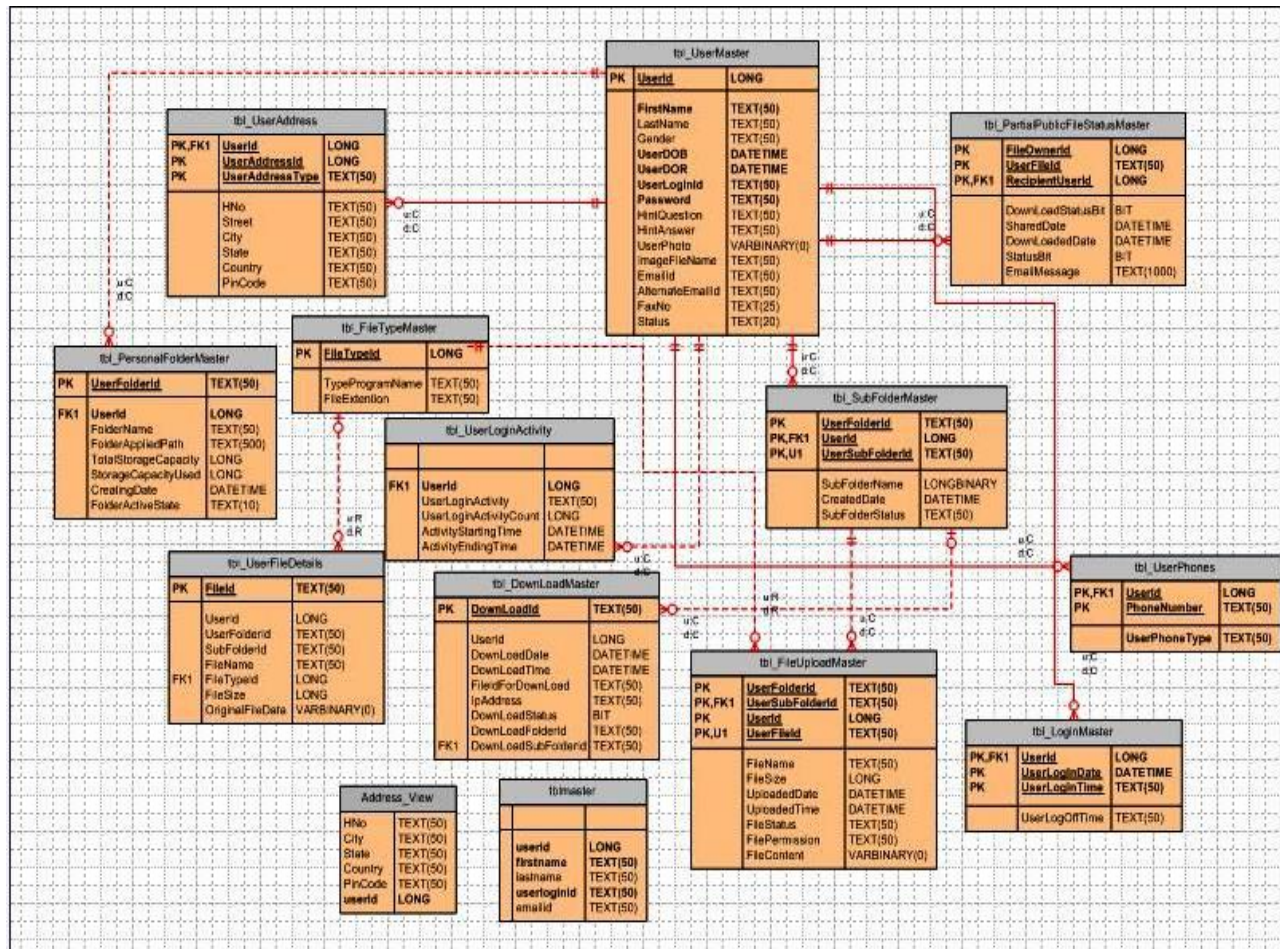 tbl_UserMaster
PK UserId LONG
FirstName TEXT(50)
LastName TEXT(50)
Gender TEXT(50)
UserDOB DATETIME
UserDOR DATETIME
UserLoginId TEXT(50)
Password TEXT(50)
HintQuestion TEXT(50)
HintAnswer TEXT(50)
UserPhoto VARBINARY(0)
ImageFileName TEXT(50)
EmailId TEXT(50)
AlternateEmailId TEXT(50)
FaxNo TEXT(25)
Status TEXT(20)
tbl_UserAddress
PK,FK1 UserId LONG
PK UserAddressId LONG
PK UserAddressType TEXT(50)
HNo TEXT(50)
Street TEXT(50)
City TEXT(50)
State TEXT(50)
Country TEXT(50)
PinCode TEXT(50)
tbl_PartialPublicFileStatusMaster
PK FileOwnerId LONG
PK UserFileId TEXT(50)
PK,FK1 RecipientUserId LONG
DownLoadStatusBit BIT
SharedDate DATETIME
DownLoadedDate DATETIME
StatusBit BIT
EmailMessage TEXT(1000)
u:C
d:C
u:C
d:C
u:C
d:C
tbl_PersonalFolderMaster
PK UserFolderId TEXT(50)
FK1 UserId LONG
FolderName TEXT(50)
FolderAppliedPath TEXT(500)
TotalStorageCapacity LONG
StorageCapacityUsed LONG
CreatingDate DATETIME
FolderActiveState TEXT(10)
tbl_FileTypeMaster
PK FileTypeId LONG
TypeProgramName TEXT(50)
FileExtention TEXT(50)
u:C
d:C
tbl_SubFolderMaster
PK UserFolderId TEXT(50)
PK,FK1 UserId LONG
PK,U1 UserSubFolderId TEXT(50)
SubFolderName LONGBINARY
CreatedDate DATETIME
SubFolderStatus TEXT(50)
tbl_UserLoginActivity
FK1 UserId LONG
UserLoginActivity TEXT(50)
UserLoginActivityCount LONG
ActivityStartingTime DATETIME
ActivityEndingTime DATETIME
u:R
d:R
u:C
d:C
u:C
d:C
tbl_UserFileDetails
PK FileId TEXT(50)
UserId LONG
UserFolderId TEXT(50)
SubFolderId TEXT(50)
FileName TEXT(50)
FK1 FileTypeId LONG
FileSize LONG
OriginalFileData VARBINARY(0)
tbl_DownLoadMaster
PK DownLoadId TEXT(50)
UserId LONG
DownLoadDate DATETIME
DownLoadTime DATETIME
FileIdForDownLoad TEXT(50)
IpAddress TEXT(50)
DownLoadStatus BIT
DownLoadFolderId TEXT(50)
FK1 DownLoadSubFolderId TEXT(50)
u:R
d:R
u:C
d:C
u:C
d:C
tbl_UserPhones
PK,FK1 UserId LONG
PK PhoneNumber TEXT(50)
UserPhoneType TEXT(50)
tbl_FileUploadMaster
PK UserFolderId TEXT(50)
PK,FK1 UserSubFolderId TEXT(50)
PK UserId LONG
PK,U1 UserFileId TEXT(50)
FileName TEXT(50)
FileSize LONG
UploadedDate DATETIME
UploadedTime DATETIME
FileStatus TEXT(50)
FilePermission TEXT(50)
FileContent VARBINARY(0)
u:C
d:C
tbl_LoginMaster
PK,FK1 UserId LONG
PK UserLoginDate DATETIME
PK UserLoginTime TEXT(50)
UserLogOffTime TEXT(50)
Address_View
HNo TEXT(50)
City TEXT(50)
State TEXT(50)
Country TEXT(50)
PinCode TEXT(50)
userid LONG
tblmaster
userid LONG
firstname TEXT(50)
lastname TEXT(50)
userloginid TEXT(50)
emailid TEXT(50)